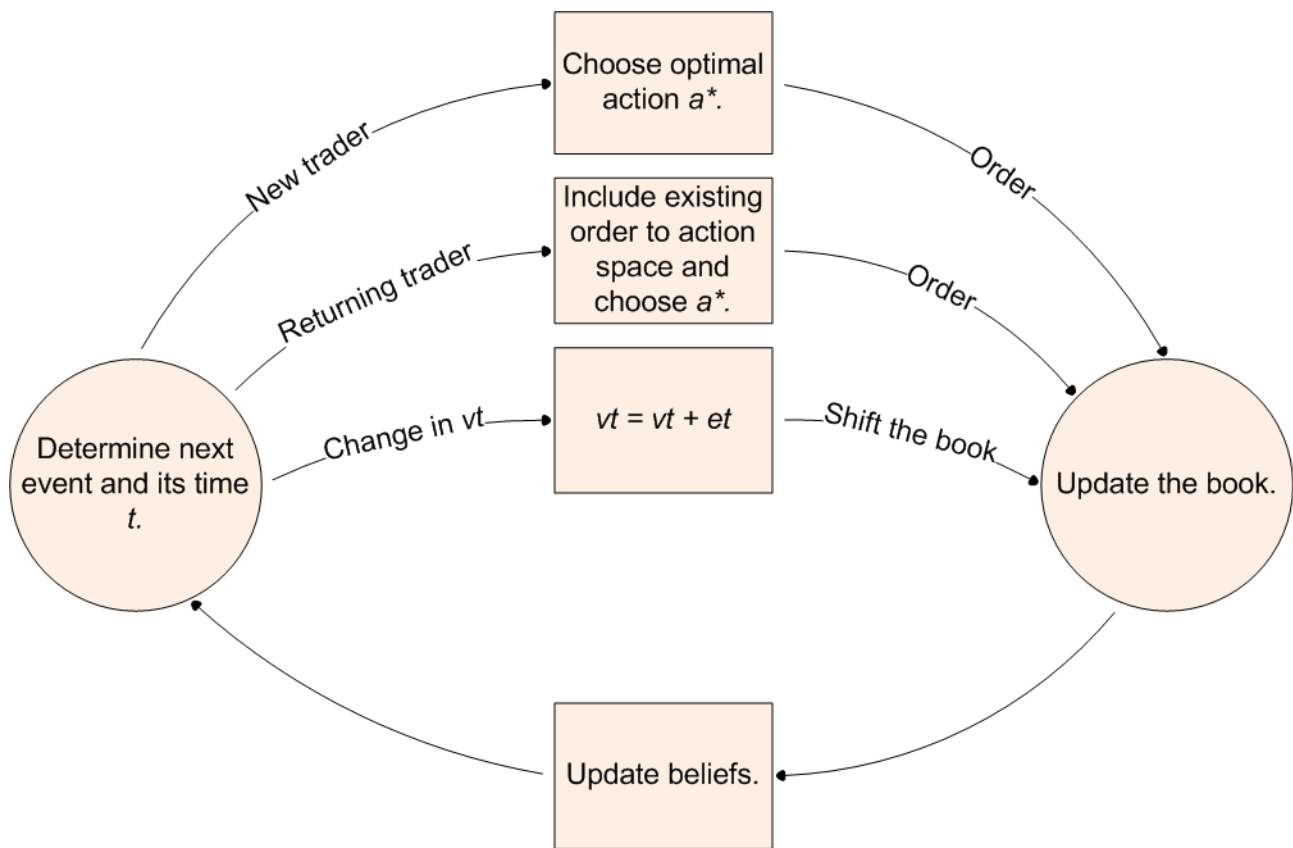 Choose optimal
action a*.
New trader
Order
Include existing
order to action
space and
choose a*.
Returning trader
Order
Change in vt
vt = vt + et
Shift the book
Determine next
event and its time
t.
Update the book.
Update beliefs.